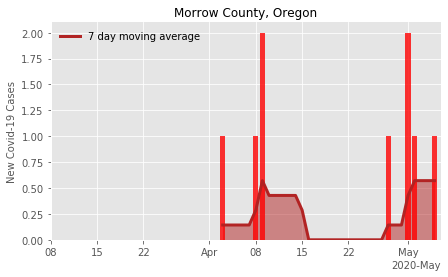 Morrow County, Oregon
7 day moving average
New Covid-19 Cases
2.00
1.75
1.50
1.25
1.00
0.75
0.50
0.25
0.00
08 15 22 Apr 08 15 22 May
2020-May